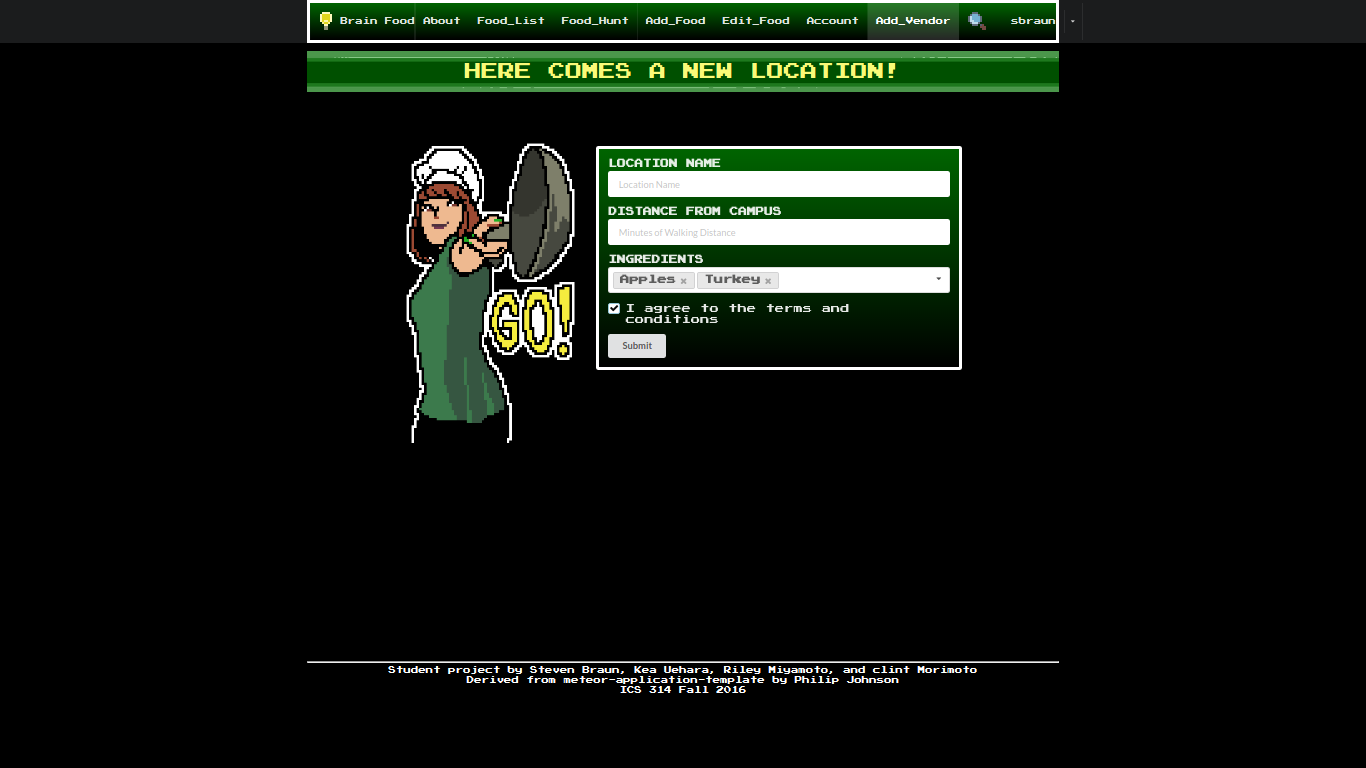 Brain Food About Food_List Food_Hunt Add_Food Edit_Food Account Add_Vendor sbraun
HERE COMES A NEW LOCATION!
GO!
LOCATION NAME
Location Name
DISTANCE FROM CAMPUS
Minutes of Walking Distance
INGREDIENTS
Apples × Turkey ×
I agree to the terms and
conditions
Submit
Student project by Steven Braun, Kea Uehara, Riley Miyamoto, and clint Morimoto
Derived from meteor-application-template by Philip Johnson
ICS 314 Fall 2016